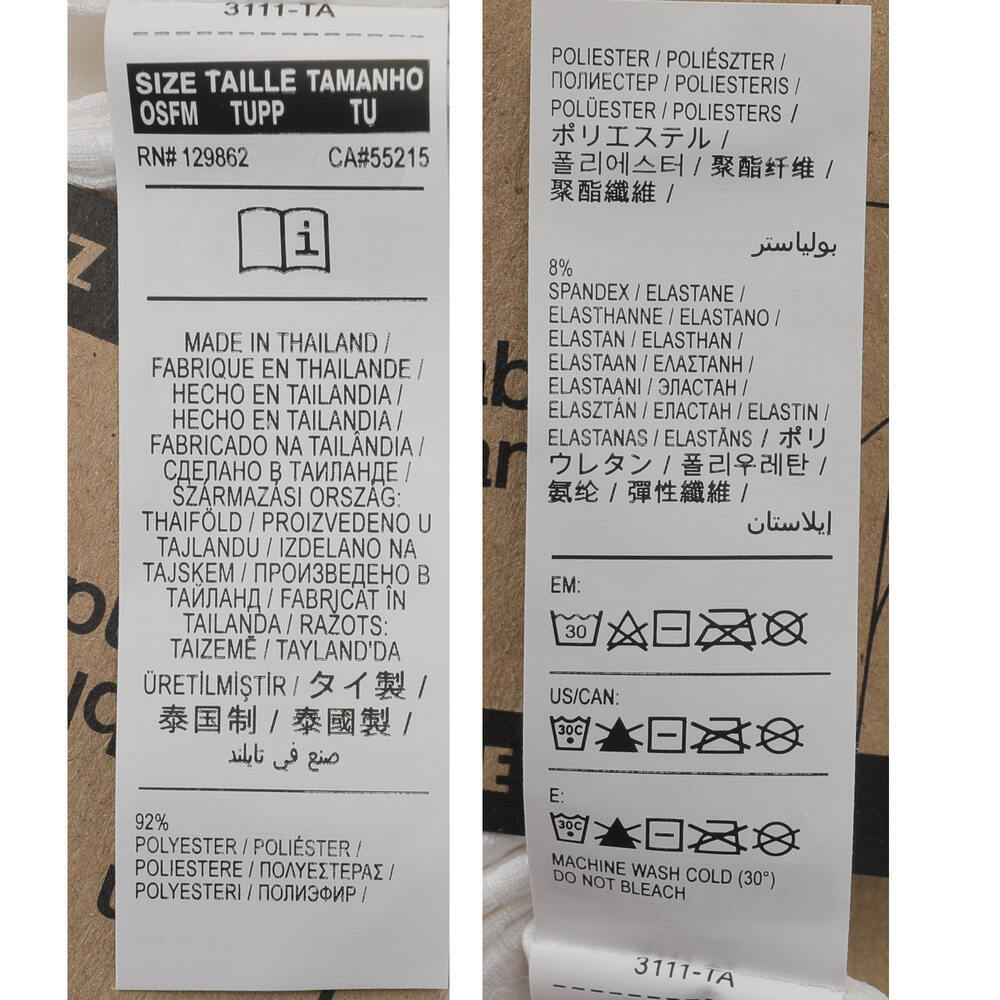 3111-TA
SIZE TAILLE TAMANHO
OSFM TUPP TU
RN# 129862 CA#55215
i
MADE IN THAILAND /
FABRIQUE EN THAILANDE /
HECHO EN TAILANDIA /
HECHO EN TAILANDIA /
FABRICADO NA TAILÂNDIA /
СДЕЛАНО В ТАИЛАНДЕ /
SZÁRMAZÁSI ORSZÁG:
THAIFÖLD / PROIZVEDENO U
TAJLANDU / IZDELANO NA
TAJSKEM / ПРОИЗВЕДЕНО В
ТАЙЛАНД / FABRICAT ÎN
TAILANDA / RAŽOTS:
TAIZEMĒ / TAYLAND'DA
ÜRETİLMİŞTİR / タイ製 /
泰国制 / 泰國製 /
صنع في تايلند
92%
POLYESTER / POLIÉSTER /
POLIESTERE / ΠΟΛΥΕΣΤΕΡΑΣ /
POLYESTERI / ПОЛИЭФИР /
POLIESTER / POLIÉSZTER /
ПОЛИЕСТЕР / POLIESTERIS /
POLÜESTER / POLIESTERS /
ポリエステル /
폴리에스터 / 聚酯纤维 /
聚酯纖維 /
بولياستر
8%
SPANDEX / ELASTANE /
ELASTHANNE / ELASTANO /
ELASTAN / ELASTHAN /
ELASTAAN / ΕΛΑΣΤΑΝΗ /
ELASTAANI / ЭЛАСТАН /
ELASZTÁN / ЕЛАСТАН / ELASTIN /
ELASTANAS / ELASTĀNS / ポリ
ウレタン / 폴리우레탄 /
氨纶 / 彈性纖維 /
إيلاستان
EM:
30
US/CAN:
30C
E:
30C
MACHINE WASH COLD (30°)
DO NOT BLEACH
3111-TA